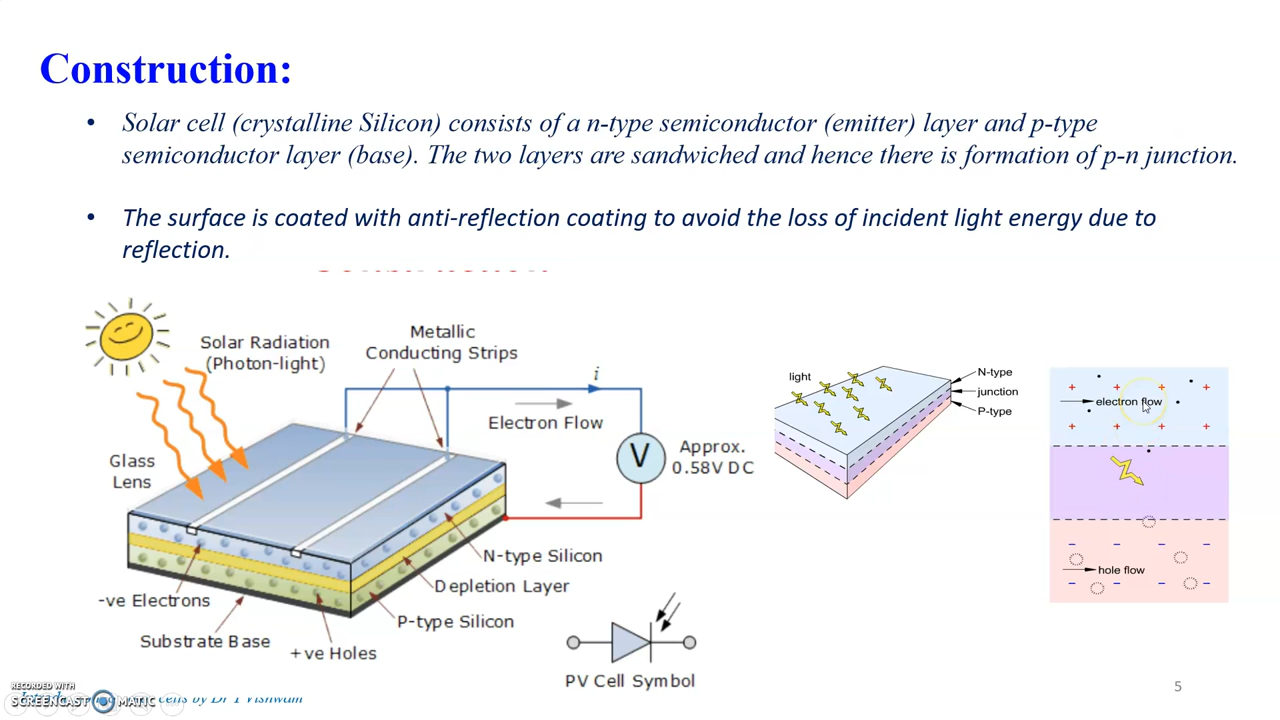 Construction:
• Solar cell (crystalline Silicon) consists of a n-type semiconductor (emitter) layer and p-type
semiconductor layer (base). The two layers are sandwiched and hence there is formation of p-n junction.
• The surface is coated with anti-reflection coating to avoid the loss of incident light energy due to
reflection.
Solar Radiation
(Photon-light)
Metallic
Conducting Strips
i
Electron Flow
Glass
Lens
V
Approx.
0.58V DC
N-type Silicon
Depletion Layer
P-type Silicon
-ve Electrons
Substrate Base
+ve Holes
PV Cell Symbol
light
N-type
junction
P-type
electron flow
hole flow
RECORDED WITH
SCREENCAST MATIC
cells by Dr T Vishwam
5